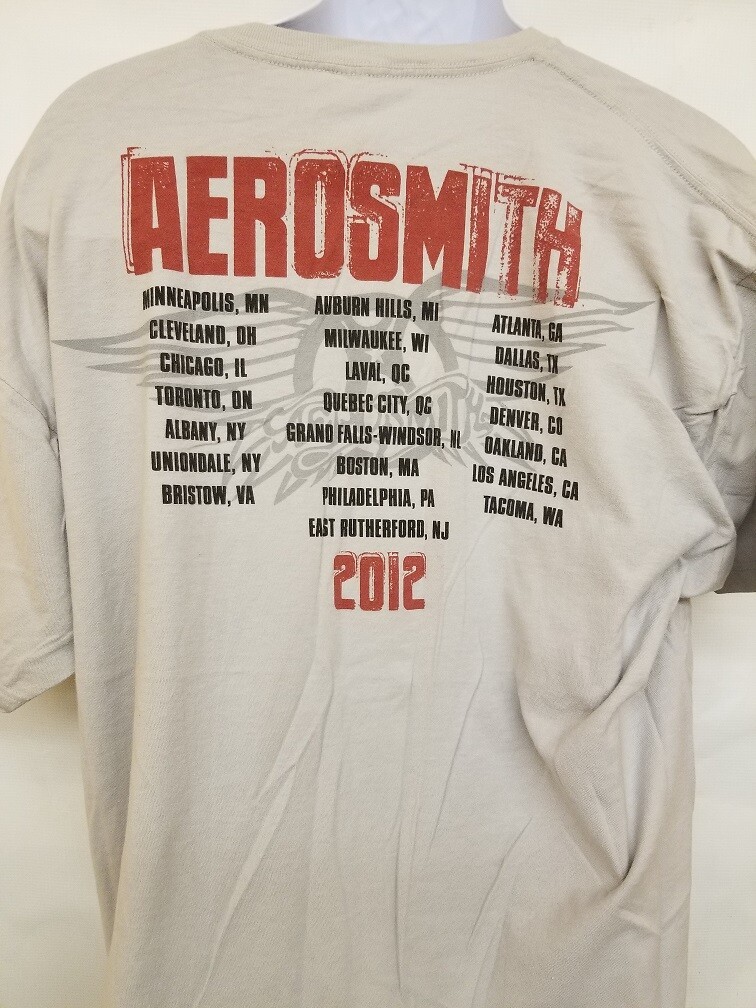 AEROSMITH
MINNEAPOLIS, MN
CLEVELAND, OH
CHICAGO, IL
TORONTO, ON
ALBANY, NY
UNIONDALE, NY
BRISTOW, VA
AUBURN HILLS, MI
MILWAUKEE, WI
LAVAL, QC
QUEBEC CITY, QC
GRAND FALLS-WINDSOR, NL
BOSTON, MA
PHILADELPHIA, PA
EAST RUTHERFORD, NJ
ATLANTA, GA
DALLAS, TX
HOUSTON, TX
DENVER, CO
OAKLAND, CA
LOS ANGELES, CA
TACOMA, WA
2012